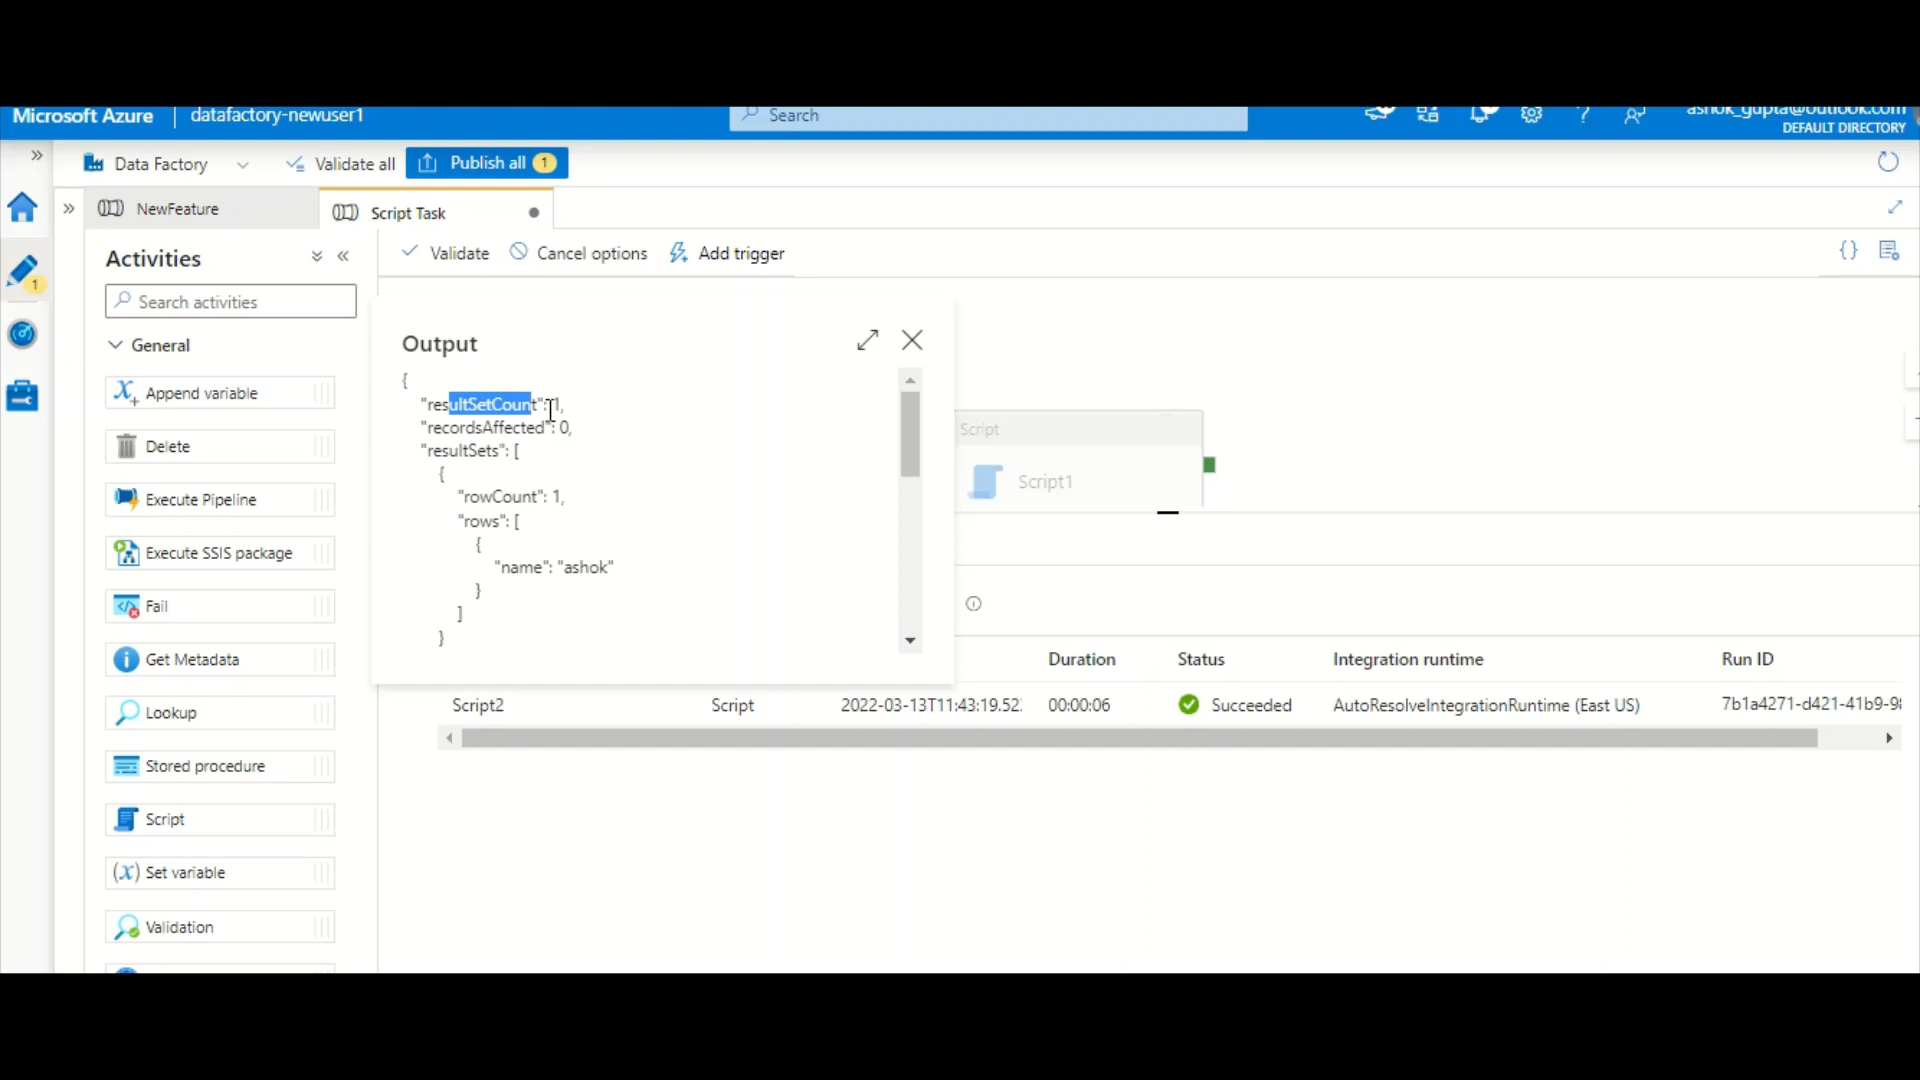 Microsoft Azure
datafactory-newuser1
Search
ashok_gupta@outlook.com
DEFAULT DIRECTORY
Data Factory
Validate all
Publish all 1
NewFeature
Script Task
Activities
Validate
Cancel options
Add trigger
{}
1
Search activities
General
Append variable
Delete
Execute Pipeline
Execute SSIS package
Fail
Get Metadata
Lookup
Stored procedure
Script
Set variable
Validation
Output
{
"resultSetCount": 1,
"recordsAffected": 0,
"resultSets": [
{
"rowCount": 1,
"rows": [
{
"name": "ashok"
}
]
}
Script
Script1
Duration
Status
Integration runtime
Run ID
Script2
Script
2022-03-13T11:43:19.52
00:00:06
Succeeded
AutoResolveIntegrationRuntime (East US)
7b1a4271-d421-41b9-9